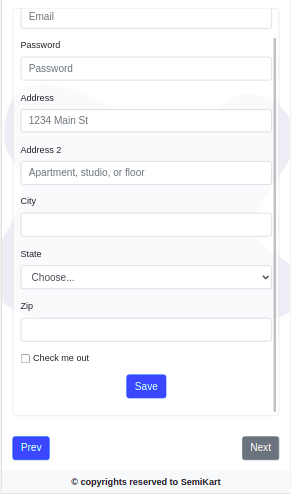 Email
Password
Password
Address
1234 Main St
Address 2
Apartment, studio, or floor
City
State
Choose...
Zip
Check me out
Save
Prev Next
© copyrights reserved to SemiKart